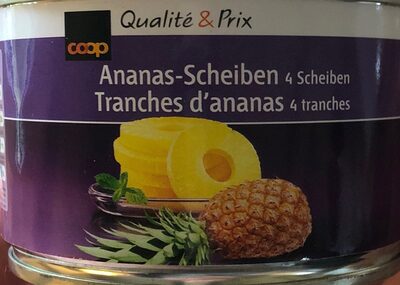 Qualité & Prix
coop
Ananas-Scheiben 4 Scheiben
Tranches d'ananas 4 tranches